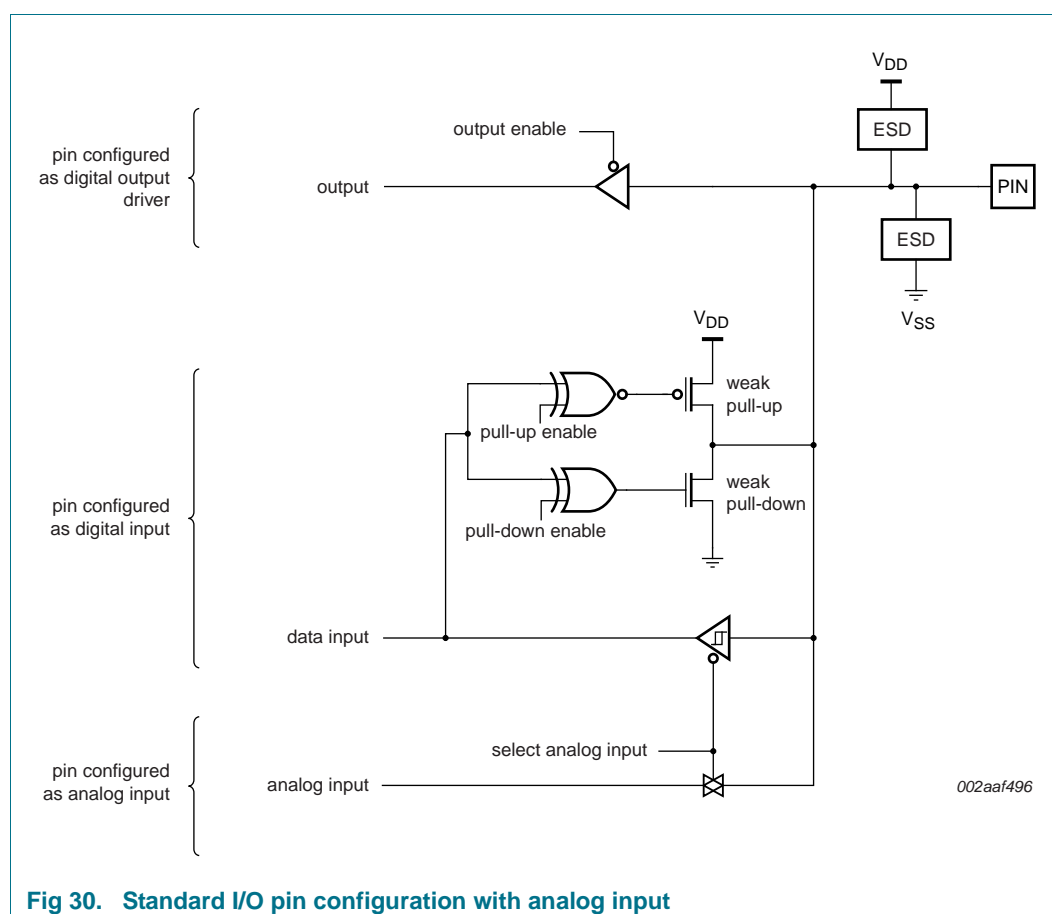 VDD
ESD
output enable
pin configured
as digital output
driver
output
PIN
ESD
VSS
VDD
weak
pull-up
pull-up enable
pin configured
as digital input
weak
pull-down
pull-down enable
data input
select analog input
pin configured
as analog input
analog input
002aaf496
Fig 30. Standard I/O pin configuration with analog input